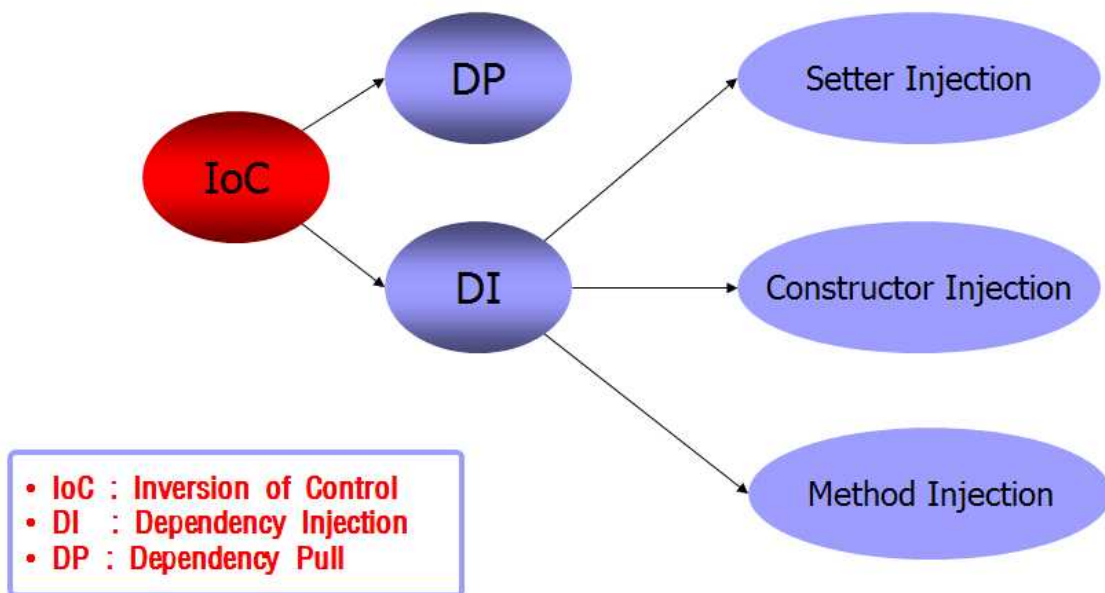 DP
Setter Injection
IoC
DI
Constructor Injection
Method Injection
• IoC : Inversion of Control
• DI : Dependency Injection
• DP : Dependency Pull